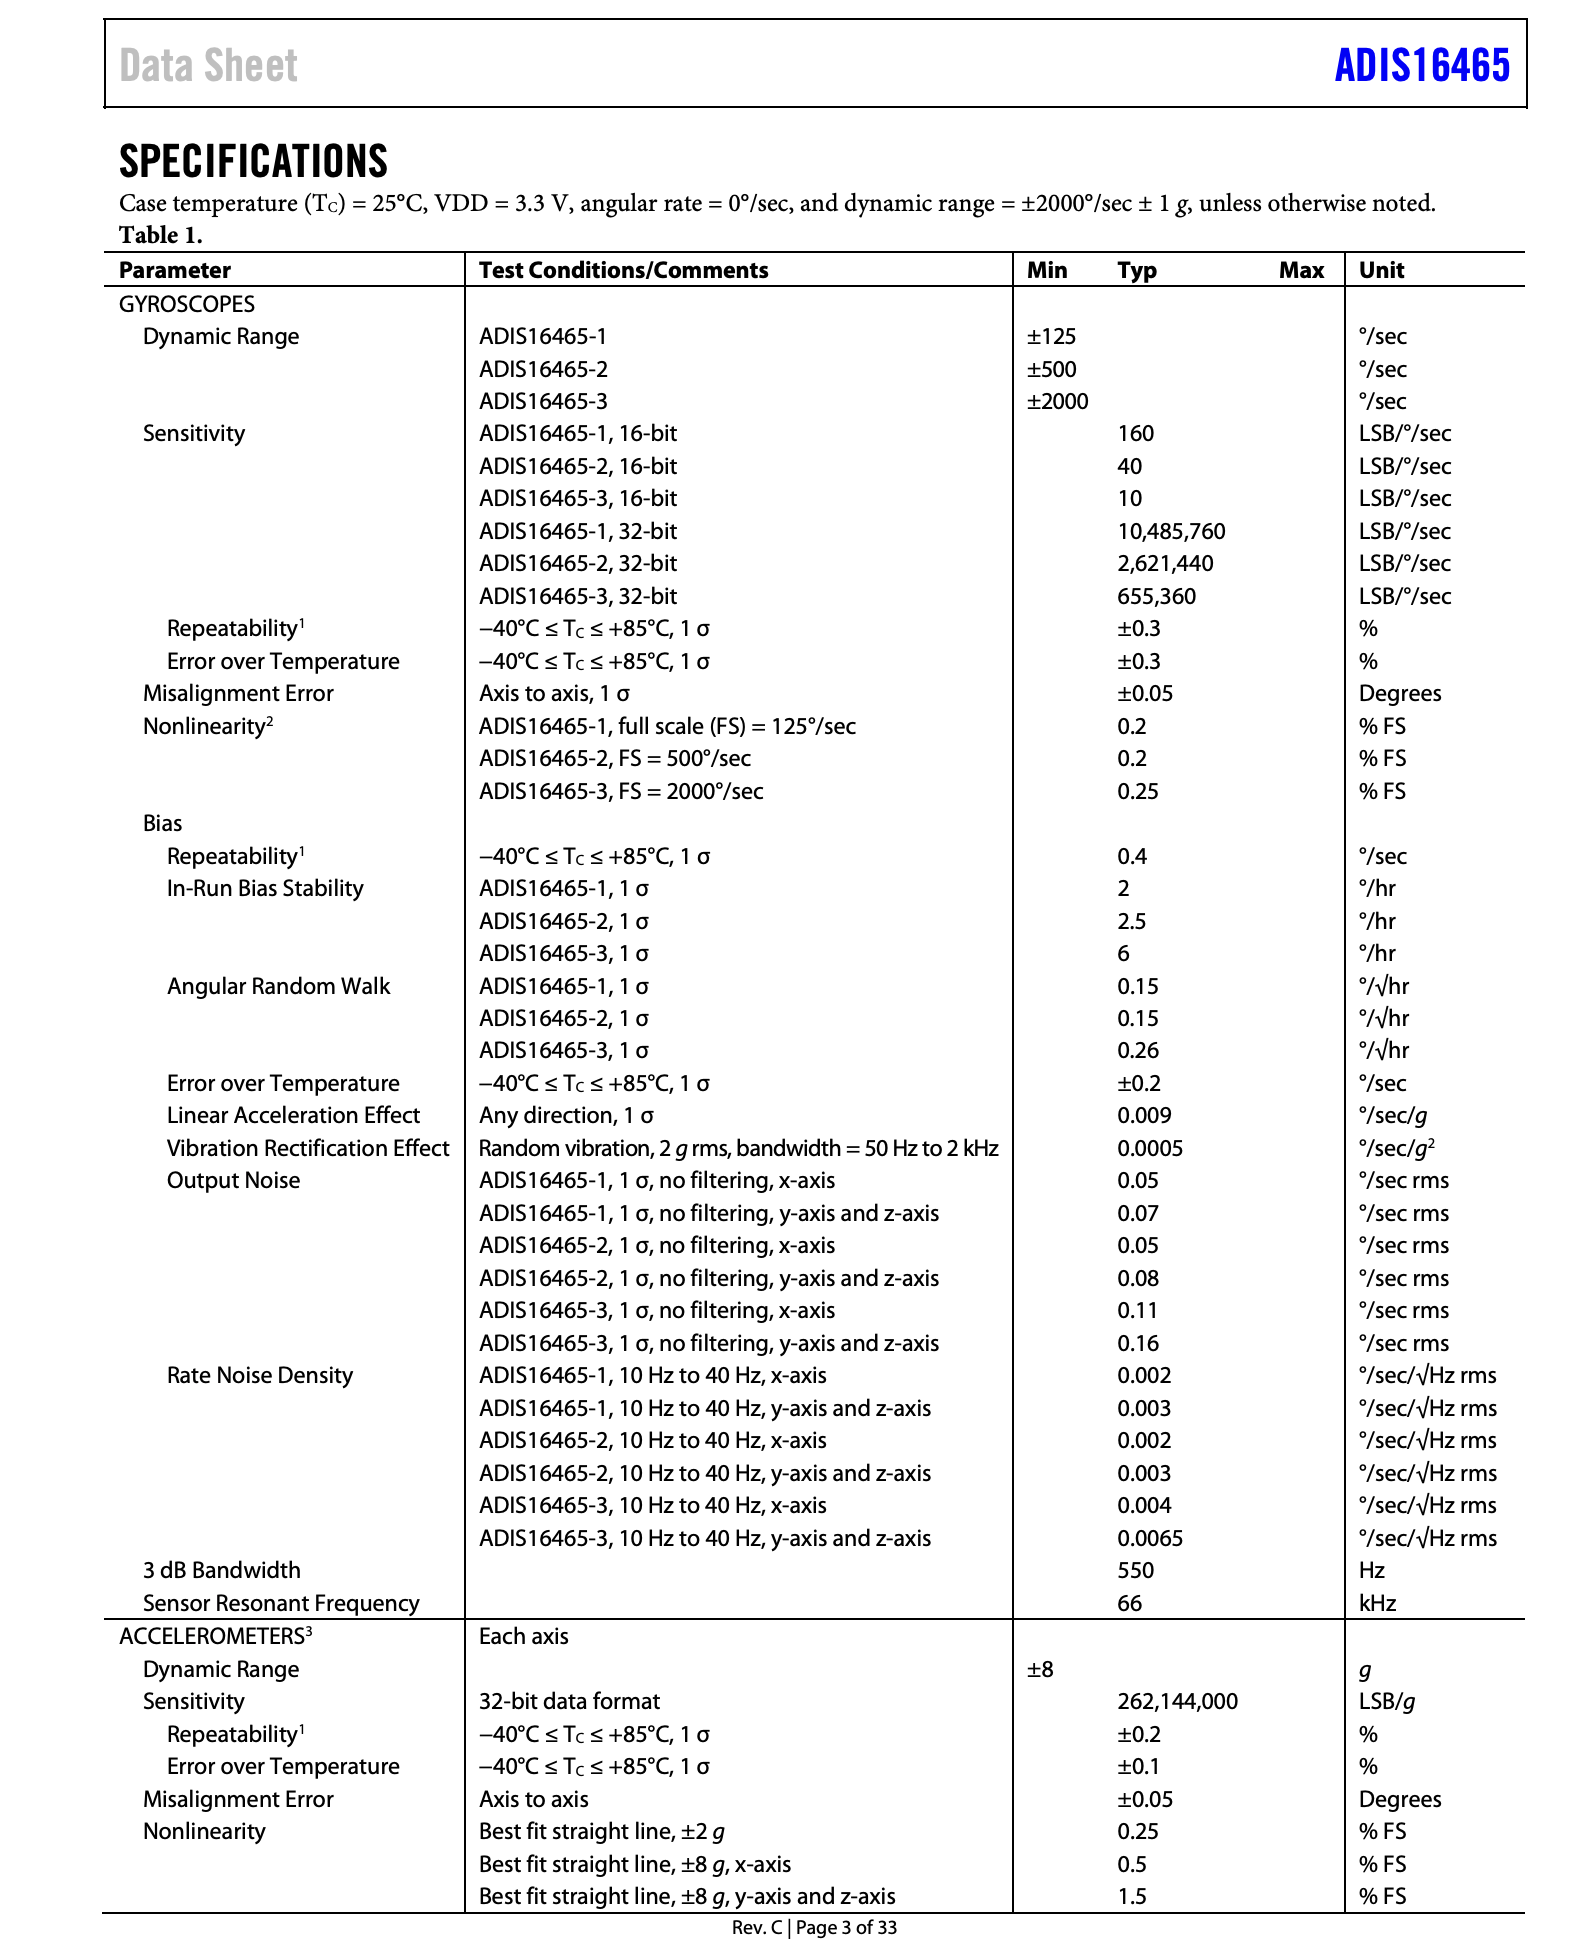 Data Sheet ADIS16465
SPECIFICATIONS
Case temperature (TC) = 25°C, VDD = 3.3 V, angular rate = 0°/sec, and dynamic range = ±2000°/sec ± 1 g, unless otherwise noted.
Table 1.
Parameter Test Conditions/Comments Min Typ Max Unit
GYROSCOPES
Dynamic Range ADIS16465-1 ±125 °/sec
ADIS16465-2 ±500 °/sec
ADIS16465-3 ±2000 °/sec
Sensitivity ADIS16465-1, 16-bit 160 LSB/°/sec
ADIS16465-2, 16-bit 40 LSB/°/sec
ADIS16465-3, 16-bit 10 LSB/°/sec
ADIS16465-1, 32-bit 10,485,760 LSB/°/sec
ADIS16465-2, 32-bit 2,621,440 LSB/°/sec
ADIS16465-3, 32-bit 655,360 LSB/°/sec
Repeatability¹ −40°C ≤ TC ≤ +85°C, 1 σ ±0.3 %
Error over Temperature −40°C ≤ TC ≤ +85°C, 1 σ ±0.3 %
Misalignment Error Axis to axis, 1 σ ±0.05 Degrees
Nonlinearity² ADIS16465-1, full scale (FS) = 125°/sec 0.2 % FS
ADIS16465-2, FS = 500°/sec 0.2 % FS
ADIS16465-3, FS = 2000°/sec 0.25 % FS
Bias
Repeatability¹ −40°C ≤ TC ≤ +85°C, 1 σ 0.4 °/sec
In-Run Bias Stability ADIS16465-1, 1 σ 2 °/hr
ADIS16465-2, 1 σ 2.5 °/hr
ADIS16465-3, 1 σ 6 °/hr
Angular Random Walk ADIS16465-1, 1 σ 0.15 °/√hr
ADIS16465-2, 1 σ 0.15 °/√hr
ADIS16465-3, 1 σ 0.26 °/√hr
Error over Temperature −40°C ≤ TC ≤ +85°C, 1 σ ±0.2 °/sec
Linear Acceleration Effect Any direction, 1 σ 0.009 °/sec/g
Vibration Rectification Effect Random vibration, 2 g rms, bandwidth = 50 Hz to 2 kHz 0.0005 °/sec/g²
Output Noise ADIS16465-1, 1 σ, no filtering, x-axis 0.05 °/sec rms
ADIS16465-1, 1 σ, no filtering, y-axis and z-axis 0.07 °/sec rms
ADIS16465-2, 1 σ, no filtering, x-axis 0.05 °/sec rms
ADIS16465-2, 1 σ, no filtering, y-axis and z-axis 0.08 °/sec rms
ADIS16465-3, 1 σ, no filtering, x-axis 0.11 °/sec rms
ADIS16465-3, 1 σ, no filtering, y-axis and z-axis 0.16 °/sec rms
Rate Noise Density ADIS16465-1, 10 Hz to 40 Hz, x-axis 0.002 °/sec/√Hz rms
ADIS16465-1, 10 Hz to 40 Hz, y-axis and z-axis 0.003 °/sec/√Hz rms
ADIS16465-2, 10 Hz to 40 Hz, x-axis 0.002 °/sec/√Hz rms
ADIS16465-2, 10 Hz to 40 Hz, y-axis and z-axis 0.003 °/sec/√Hz rms
ADIS16465-3, 10 Hz to 40 Hz, x-axis 0.004 °/sec/√Hz rms
ADIS16465-3, 10 Hz to 40 Hz, y-axis and z-axis 0.0065 °/sec/√Hz rms
3 dB Bandwidth 550 Hz
Sensor Resonant Frequency 66 kHz
ACCELEROMETERS³ Each axis
Dynamic Range ±8 g
Sensitivity 32-bit data format 262,144,000 LSB/g
Repeatability¹ −40°C ≤ TC ≤ +85°C, 1 σ ±0.2 %
Error over Temperature −40°C ≤ TC ≤ +85°C, 1 σ ±0.1 %
Misalignment Error Axis to axis ±0.05 Degrees
Nonlinearity Best fit straight line, ±2 g 0.25 % FS
Best fit straight line, ±8 g, x-axis 0.5 % FS
Best fit straight line, ±8 g, y-axis and z-axis 1.5 % FS
Rev. C | Page 3 of 33